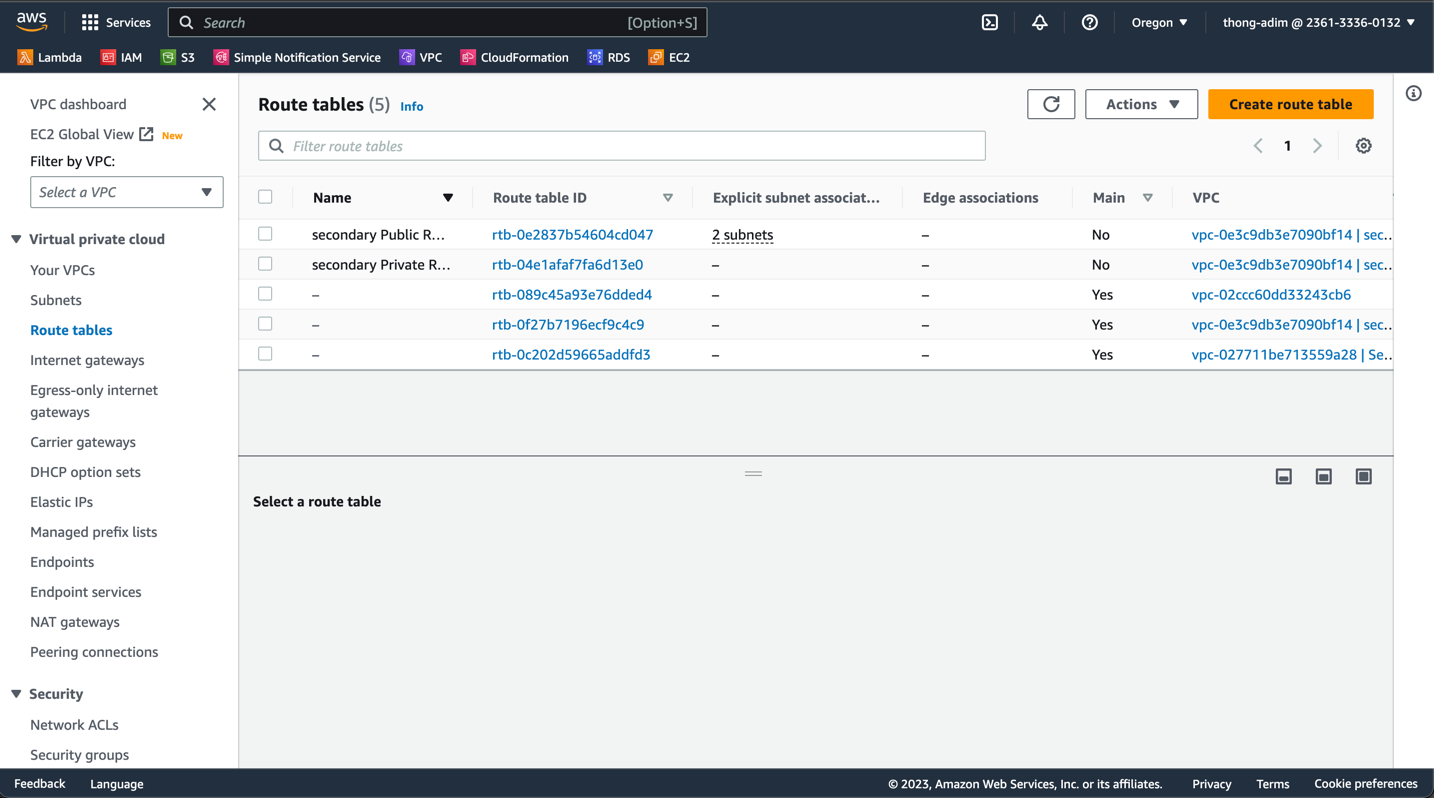 aws Services Search [Option+S] Oregon ▼ thong-adim @ 2361-3336-0132 ▼
Lambda IAM S3 Simple Notification Service VPC CloudFormation RDS EC2
VPC dashboard
EC2 Global View New
Filter by VPC:
Select a VPC
Virtual private cloud
Your VPCs
Subnets
Route tables
Internet gateways
Egress-only internet
gateways
Carrier gateways
DHCP option sets
Elastic IPs
Managed prefix lists
Endpoints
Endpoint services
NAT gateways
Peering connections
Security
Network ACLs
Security groups
Route tables (5) Info
Actions Create route table
Filter route tables
1
Name Route table ID Explicit subnet associat... Edge associations Main VPC
secondary Public R... rtb-0e2837b54604cd047 2 subnets – No vpc-0e3c9db3e7090bf14 | sec...
secondary Private R... rtb-04e1afaf7fa6d13e0 – – No vpc-0e3c9db3e7090bf14 | sec...
– rtb-089c45a93e76dded4 – – Yes vpc-02ccc60dd33243cb6
– rtb-0f27b7196ecf9c4c9 – – Yes vpc-0e3c9db3e7090bf14 | sec...
– rtb-0c202d59665addfd3 – – Yes vpc-027711be713559a28 | Se...
Select a route table
Feedback Language © 2023, Amazon Web Services, Inc. or its affiliates. Privacy Terms Cookie preferences